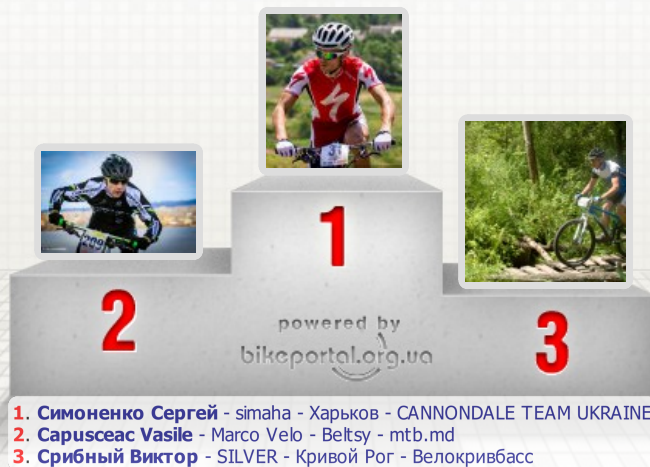 1
2
3
powered by
bikeportal.org.ua
1. Симоненко Сергей - simaha - Харьков - CANNONDALE TEAM UKRAINE
2. Capusceac Vasile - Marco Velo - Beltsy - mtb.md
3. Срибный Виктор - SILVER - Кривой Рог - Велокривбасс